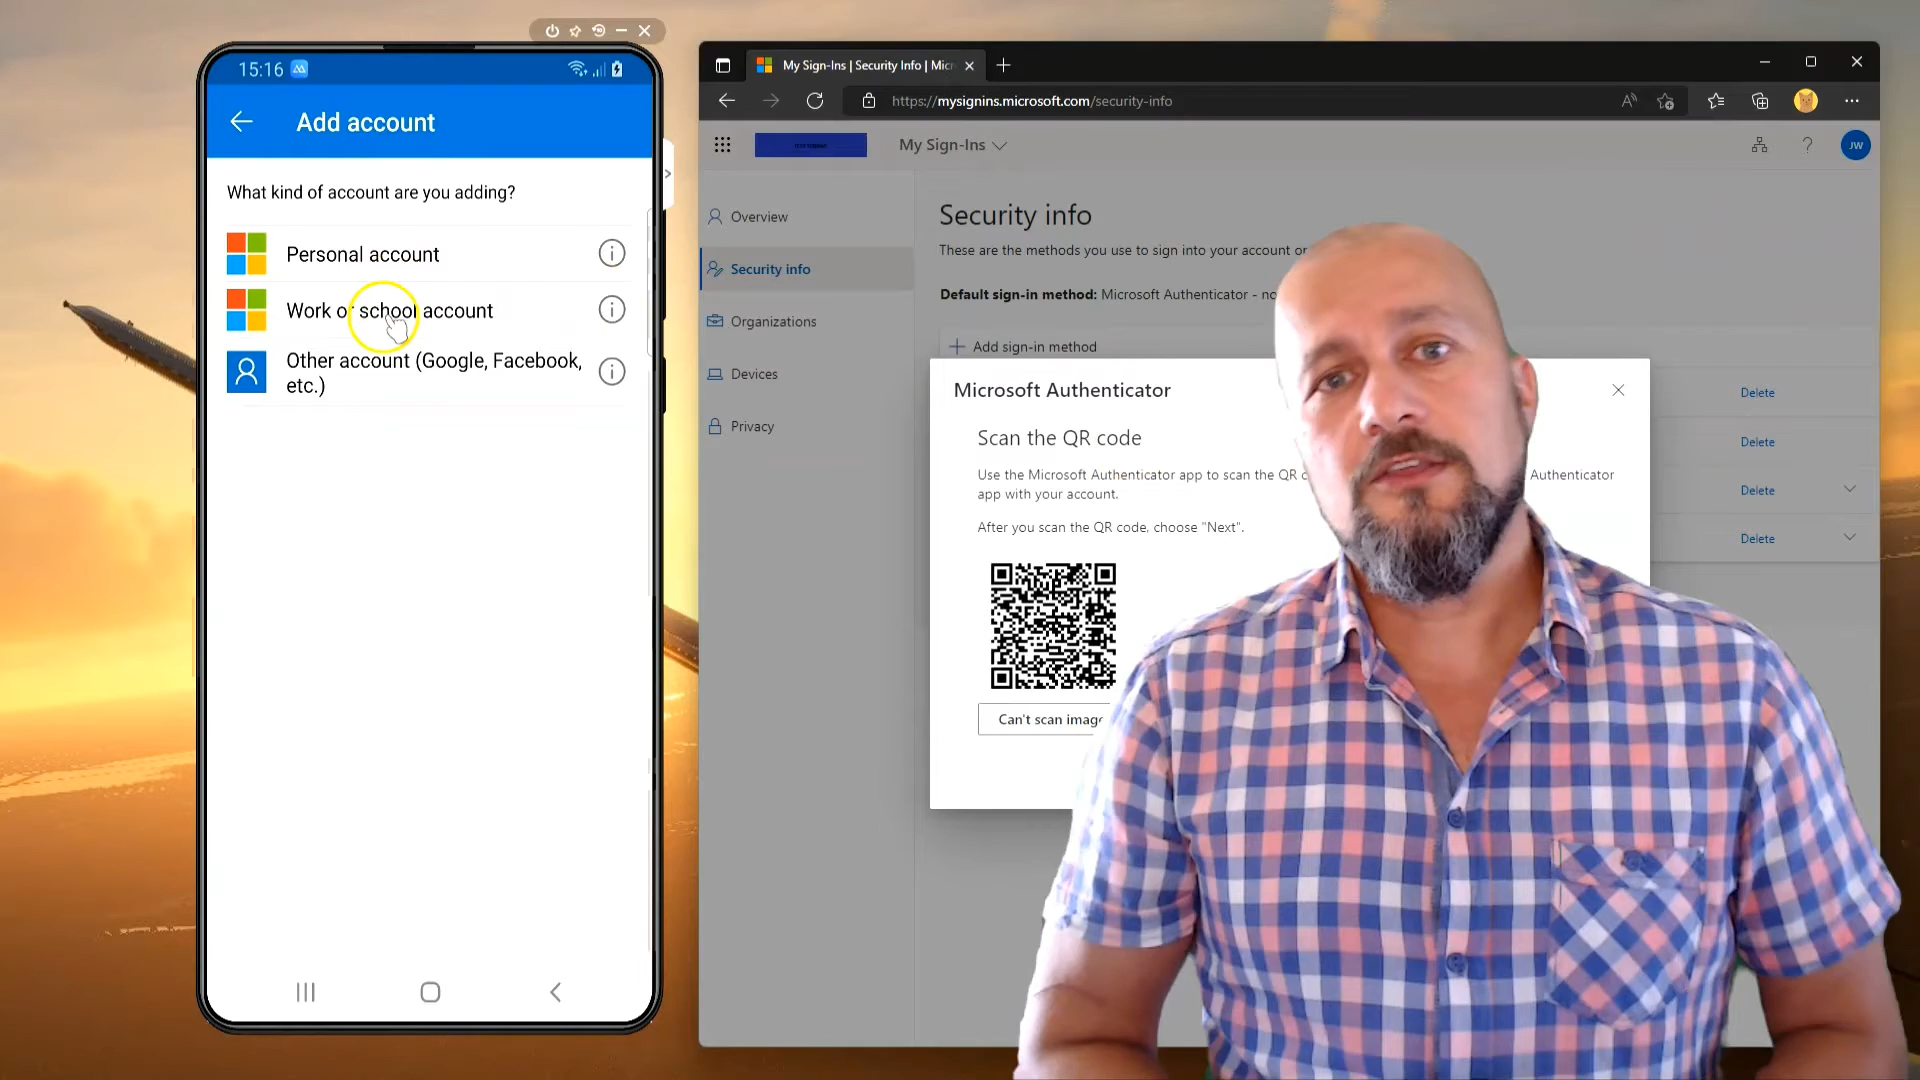 15:16
Add account
What kind of account are you adding?
Personal account
Work or school account
Other account (Google, Facebook,
etc.)
My Sign-Ins | Security Info | Micr
https://mysignins.microsoft.com/security-info
My Sign-Ins
JW
Overview
Security info
Organizations
Devices
Privacy
Security info
These are the methods you use to sign into your account or
Default sign-in method: Microsoft Authenticator - no
Add sign-in method
Delete
Delete
Delete
Delete
Microsoft Authenticator
Scan the QR code
Use the Microsoft Authenticator app to scan the QR c Authenticator
app with your account.
After you scan the QR code, choose "Next".
Can't scan image